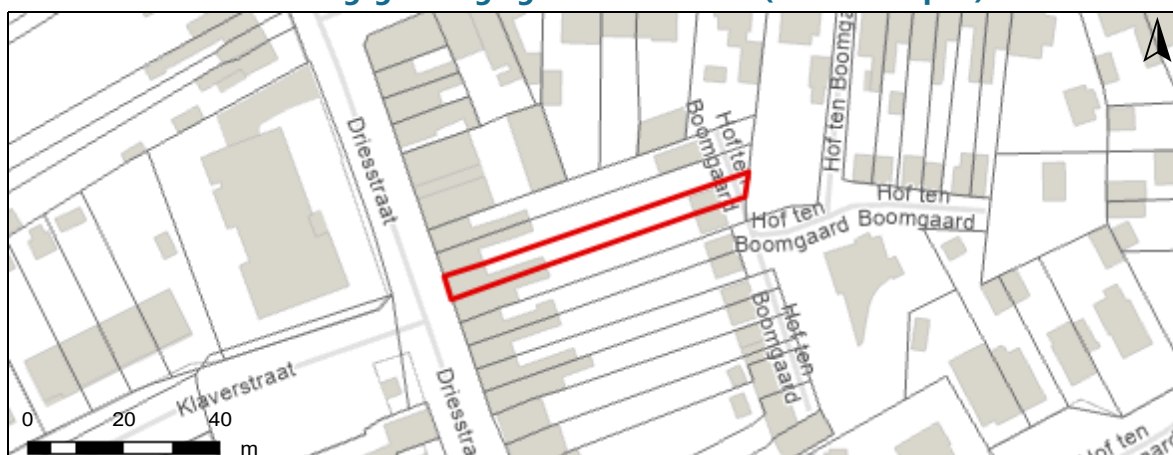 Hof ten Boomga
Driesstraat
Hof ten
Boomgaard
Hof ten
Boomgaard
Hof ten
Boomgaard
Hof ten
Boomgaard
Klaverstraat
Driesstra
Hof ten
0 20 40
m